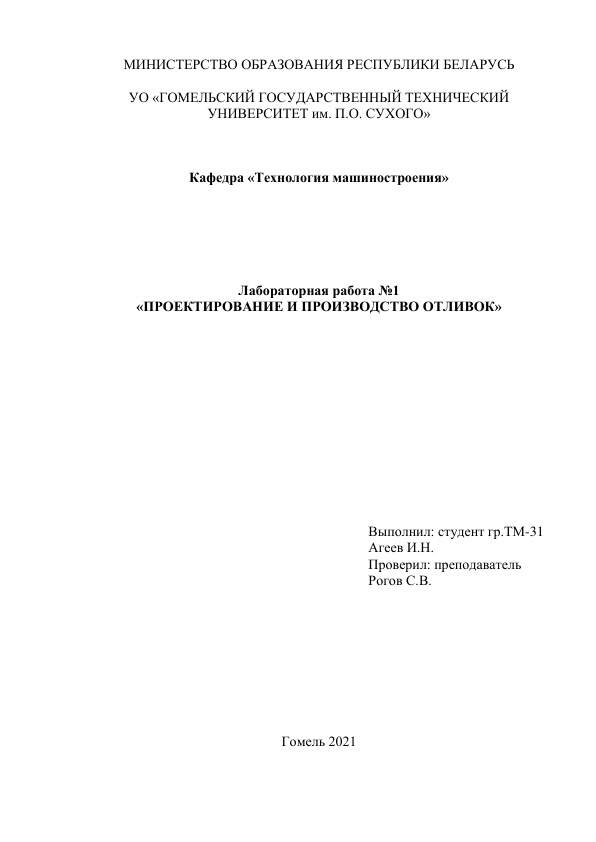 МИНИСТЕРСТВО ОБРАЗОВАНИЯ РЕСПУБЛИКИ БЕЛАРУСЬ
УО «ГОМЕЛЬСКИЙ ГОСУДАРСТВЕННЫЙ ТЕХНИЧЕСКИЙ
УНИВЕРСИТЕТ им. П.О. СУХОГО»
Кафедра «Технология машиностроения»
Лабораторная работа №1
«ПРОЕКТИРОВАНИЕ И ПРОИЗВОДСТВО ОТЛИВОК»
Выполнил: студент гр.ТМ-31
Агеев И.Н.
Проверил: преподаватель
Рогов С.В.
Гомель 2021